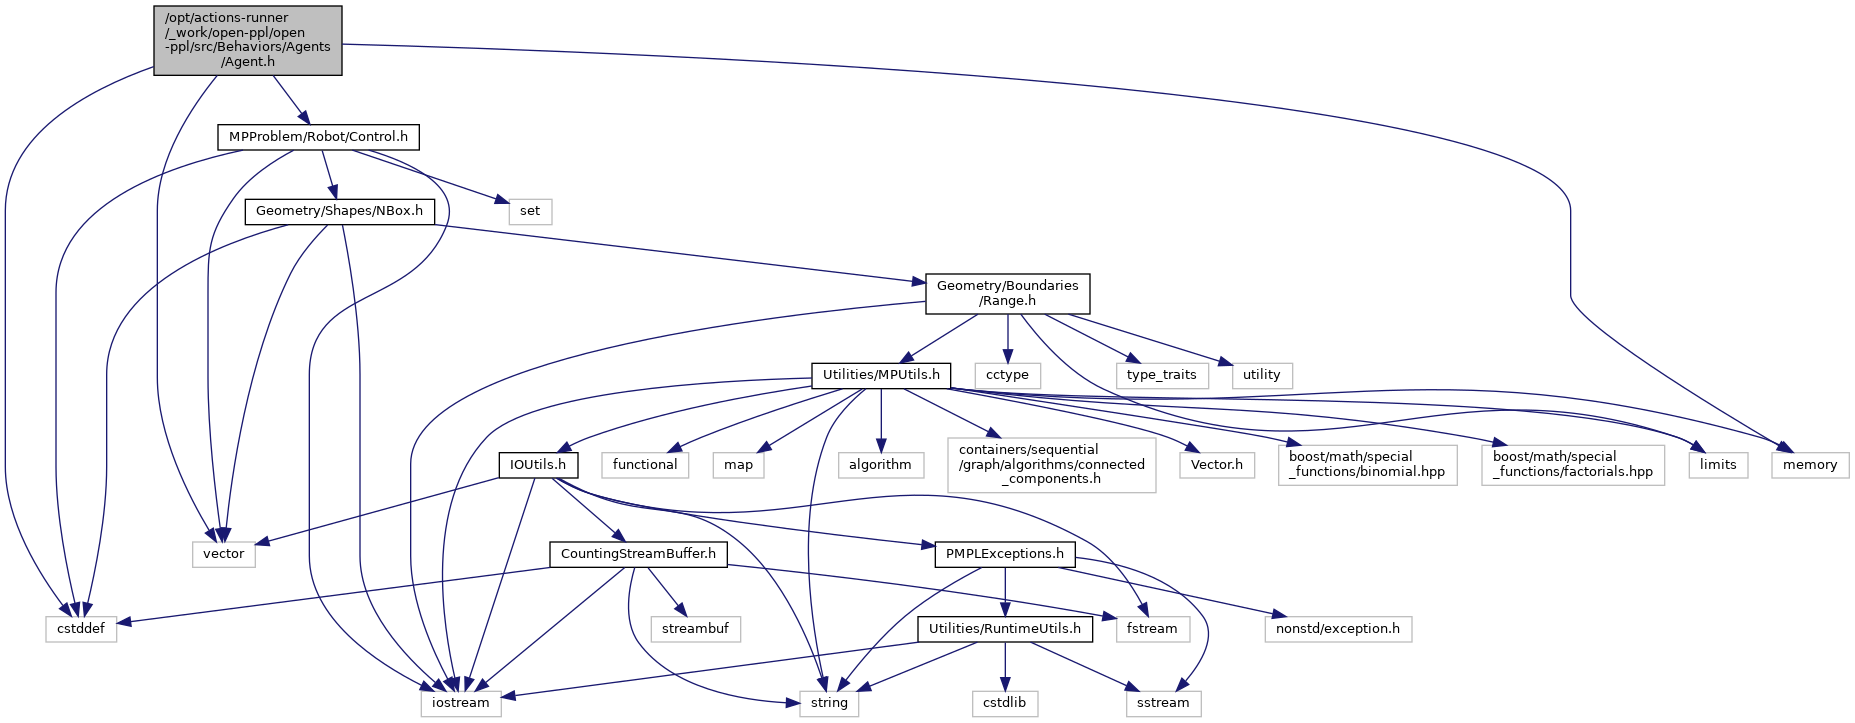 /opt/actions-runner
/_work/open-ppl/open
-ppl/src/Behaviors/Agents
/Agent.h
MPProblem/Robot/Control.h
Geometry/Shapes/NBox.h
set
Geometry/Boundaries
/Range.h
Utilities/MPUtils.h
cctype
type_traits
utility
IOUtils.h
functional
map
algorithm
containers/sequential
/graph/algorithms/connected
_components.h
Vector.h
boost/math/special
_functions/binomial.hpp
boost/math/special
_functions/factorials.hpp
limits
memory
vector
CountingStreamBuffer.h
PMPLExceptions.h
cstddef
streambuf
Utilities/RuntimeUtils.h
fstream
nonstd/exception.h
iostream
string
cstdlib
sstream